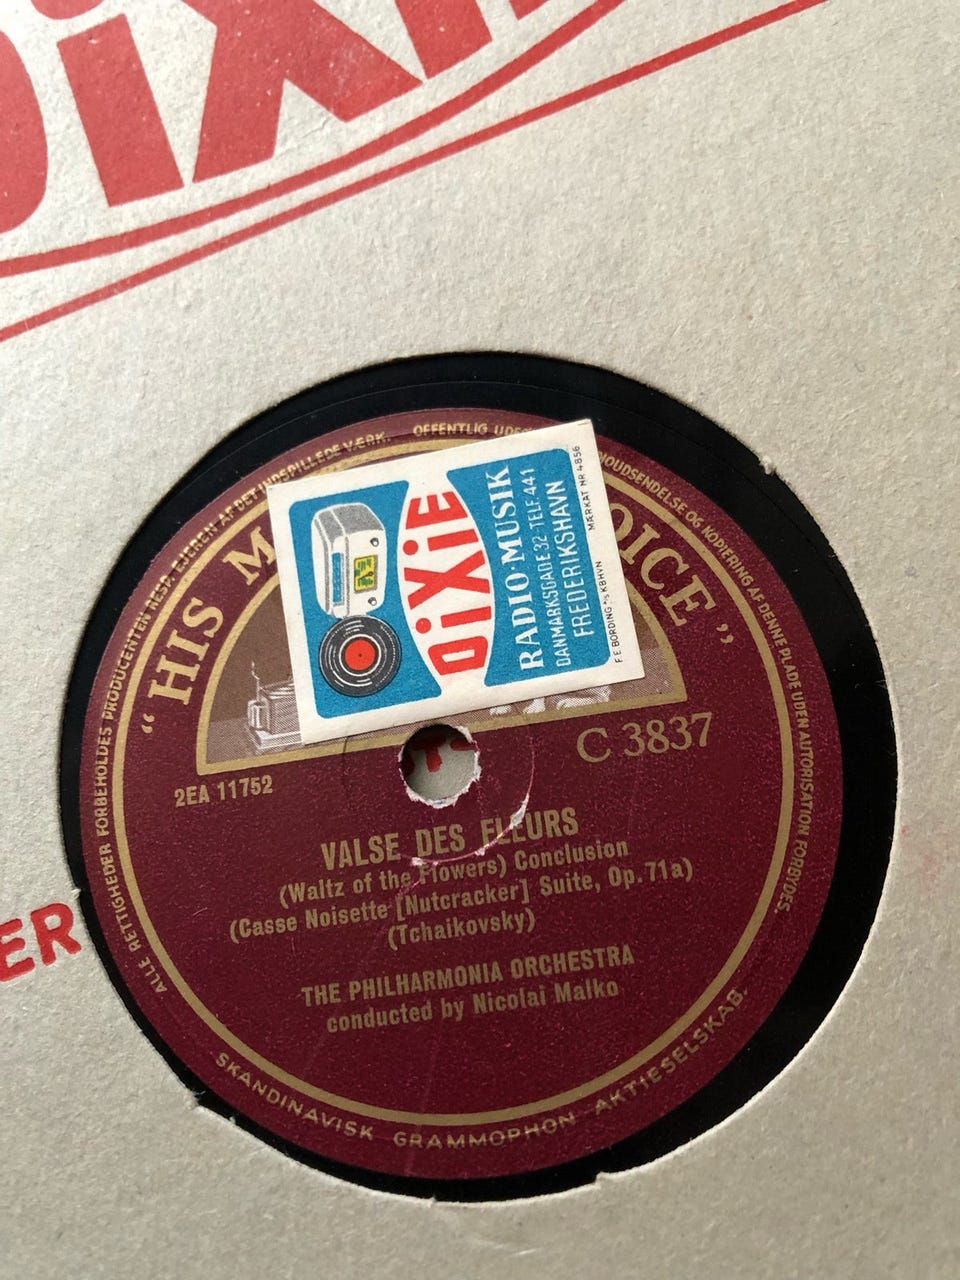 DiXi
ALLE RETTIGHEDER FORBEHOLDES PRODUCENTEN RESP. EJEREN AF DET INDSPILLEDE VÆRK. OFFENTLIG
HOUDSENDELSE OG KOPIERING AF DENNE PLADE UDEN AUTORISATION FORBYDES.
"HIS M
OICE"
DiXiE
RADIO·MUSIK
DANMARKSGADE 32 - TELF. 441
FREDERIKSHAVN
MÆRKAT NR 4856
F.E. BORDING A/S KBHVN
C 3837
2EA 11752
VALSE DES FLEURS
(Waltz of the Flowers) Conclusion
(Casse Noisette [Nutcracker] Suite, Op. 71a)
(Tchaikovsky)
THE PHILHARMONIA ORCHESTRA
conducted by Nicolai Malko
SKANDINAVISK GRAMMOPHON AKTIESELSKAB.
ER